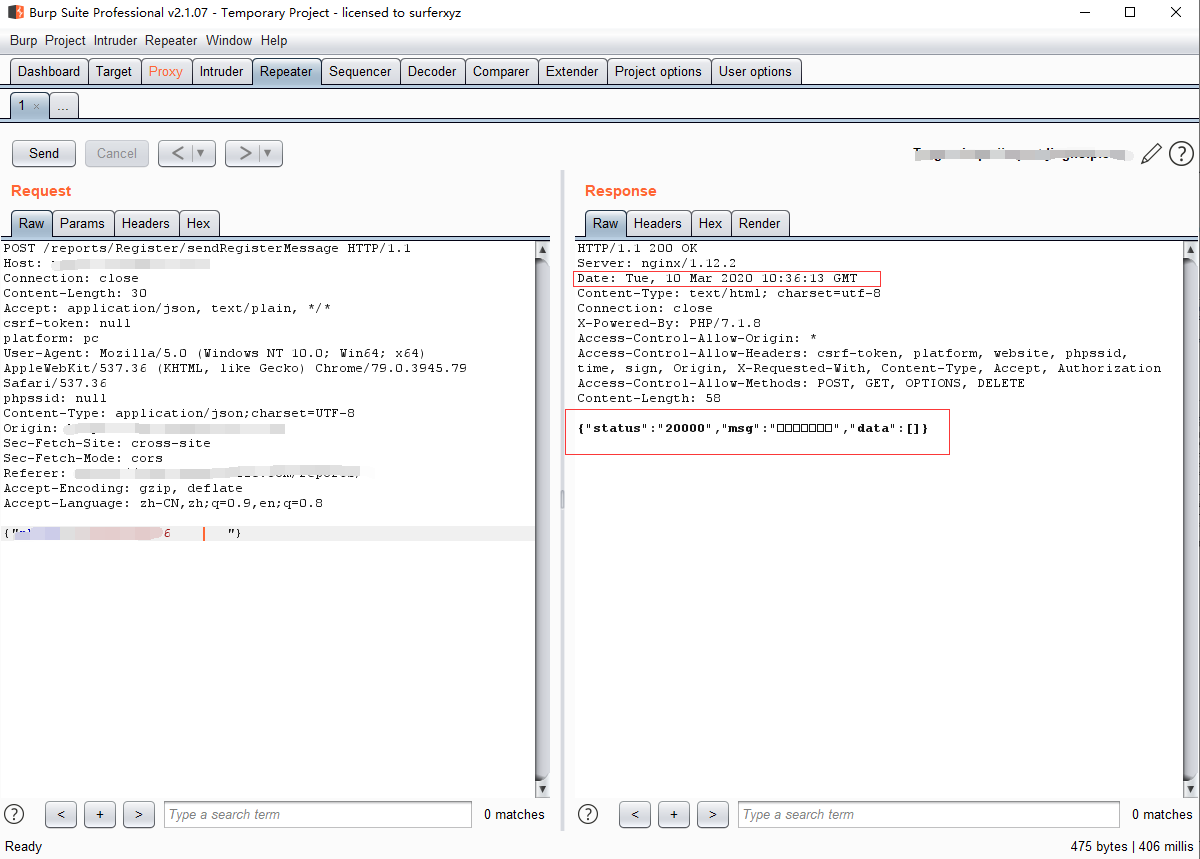 Burp Suite Professional v2.1.07 - Temporary Project - licensed to surferxyz
Burp Project Intruder Repeater Window Help
Dashboard Target Proxy Intruder Repeater Sequencer Decoder Comparer Extender Project options User options
1 × ...
Send Cancel < >
Request
Raw Params Headers Hex
POST /reports/Register/sendRegisterMessage HTTP/1.1
Host:
Connection: close
Content-Length: 30
Accept: application/json, text/plain, */*
csrf-token: null
platform: pc
User-Agent: Mozilla/5.0 (Windows NT 10.0; Win64; x64)
AppleWebKit/537.36 (KHTML, like Gecko) Chrome/79.0.3945.79
Safari/537.36
phpssid: null
Content-Type: application/json;charset=UTF-8
Origin:
Sec-Fetch-Site: cross-site
Sec-Fetch-Mode: cors
Referer:
Accept-Encoding: gzip, deflate
Accept-Language: zh-CN,zh;q=0.9,en;q=0.8
{" 6 "}
? < + > Type a search term 0 matches
Response
Raw Headers Hex Render
HTTP/1.1 200 OK
Server: nginx/1.12.2
Date: Tue, 10 Mar 2020 10:36:13 GMT
Content-Type: text/html; charset=utf-8
Connection: close
X-Powered-By: PHP/7.1.8
Access-Control-Allow-Origin: *
Access-Control-Allow-Headers: csrf-token, platform, website, phpssid,
time, sign, Origin, X-Requested-With, Content-Type, Accept, Authorization
Access-Control-Allow-Methods: POST, GET, OPTIONS, DELETE
Content-Length: 58
{"status":"20000","msg":"□□□□□□□","data":[]}
? < + > Type a search term 0 matches
Ready
475 bytes | 406 millis